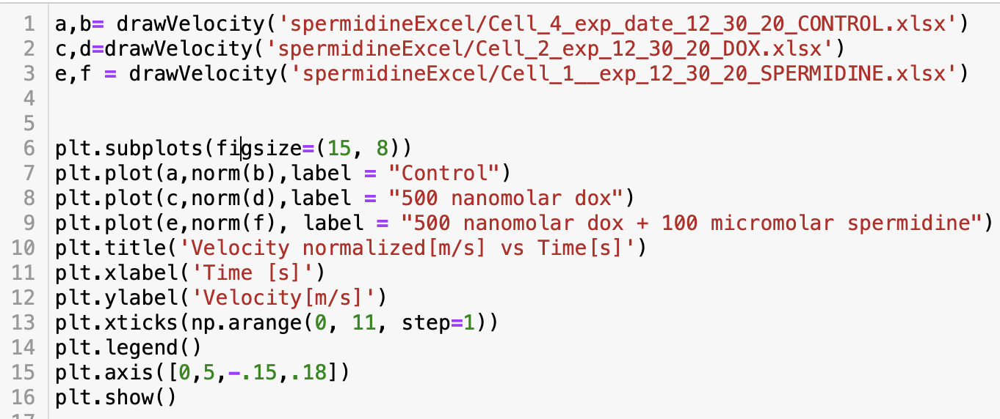 1 a,b= drawVelocity('spermidineExcel/Cell_4_exp_date_12_30_20_CONTROL.xlsx')
2 c,d=drawVelocity('spermidineExcel/Cell_2_exp_12_30_20_DOX.xlsx')
3 e,f = drawVelocity('spermidineExcel/Cell_1__exp_12_30_20_SPERMIDINE.xlsx')
4
5
6 plt.subplots(figsize=(15, 8))
7 plt.plot(a,norm(b),label = "Control")
8 plt.plot(c,norm(d),label = "500 nanomolar dox")
9 plt.plot(e,norm(f), label = "500 nanomolar dox + 100 micromolar spermidine")
10 plt.title('Velocity normalized[m/s] vs Time[s]')
11 plt.xlabel('Time [s]')
12 plt.ylabel('Velocity[m/s]')
13 plt.xticks(np.arange(0, 11, step=1))
14 plt.legend()
15 plt.axis([0,5,-.15,.18])
16 plt.show()